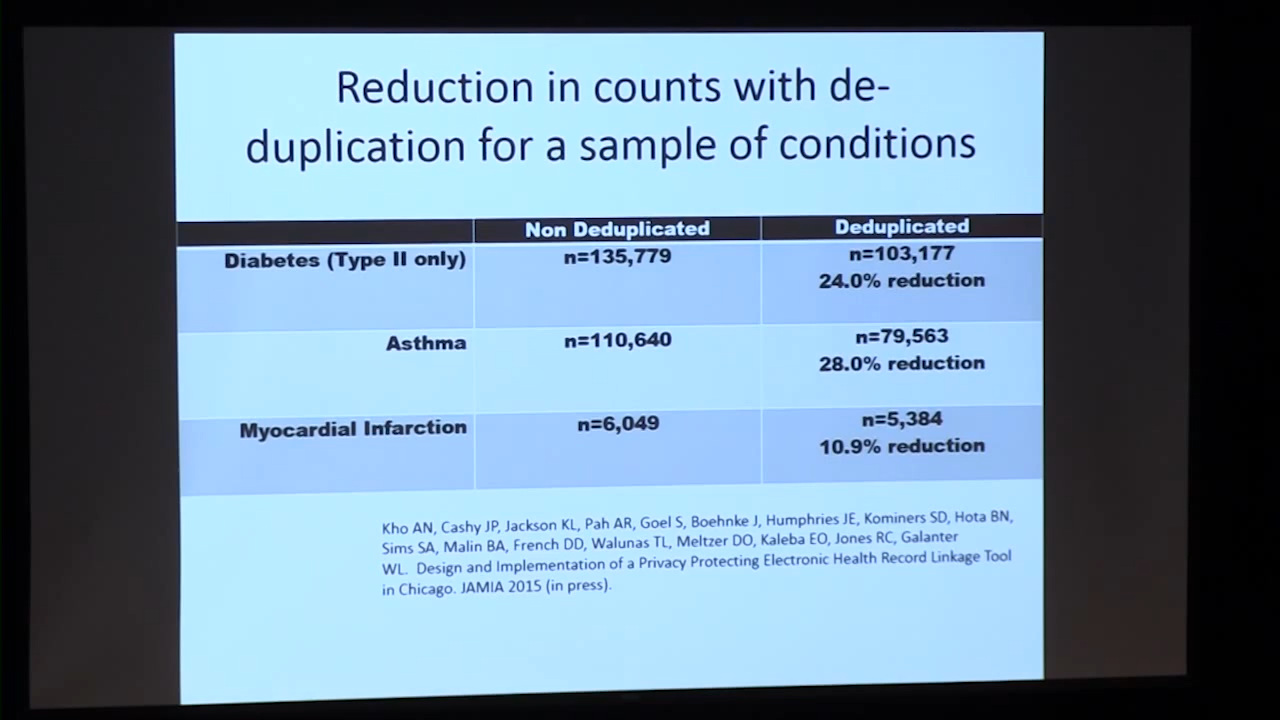 Reduction in counts with de-
duplication for a sample of conditions
Non Deduplicated Deduplicated
Diabetes (Type II only) n=135,779 n=103,177
24.0% reduction
Asthma n=110,640 n=79,563
28.0% reduction
Myocardial Infarction n=6,049 n=5,384
10.9% reduction
Kho AN, Cashy JP, Jackson KL, Pah AR, Goel S, Boehnke J, Humphries JE, Kominers SD, Hota BN,
Sims SA, Malin BA, French DD, Walunas TL, Meltzer DO, Kaleba EO, Jones RC, Galanter
WL. Design and Implementation of a Privacy Protecting Electronic Health Record Linkage Tool
in Chicago. JAMIA 2015 (in press).